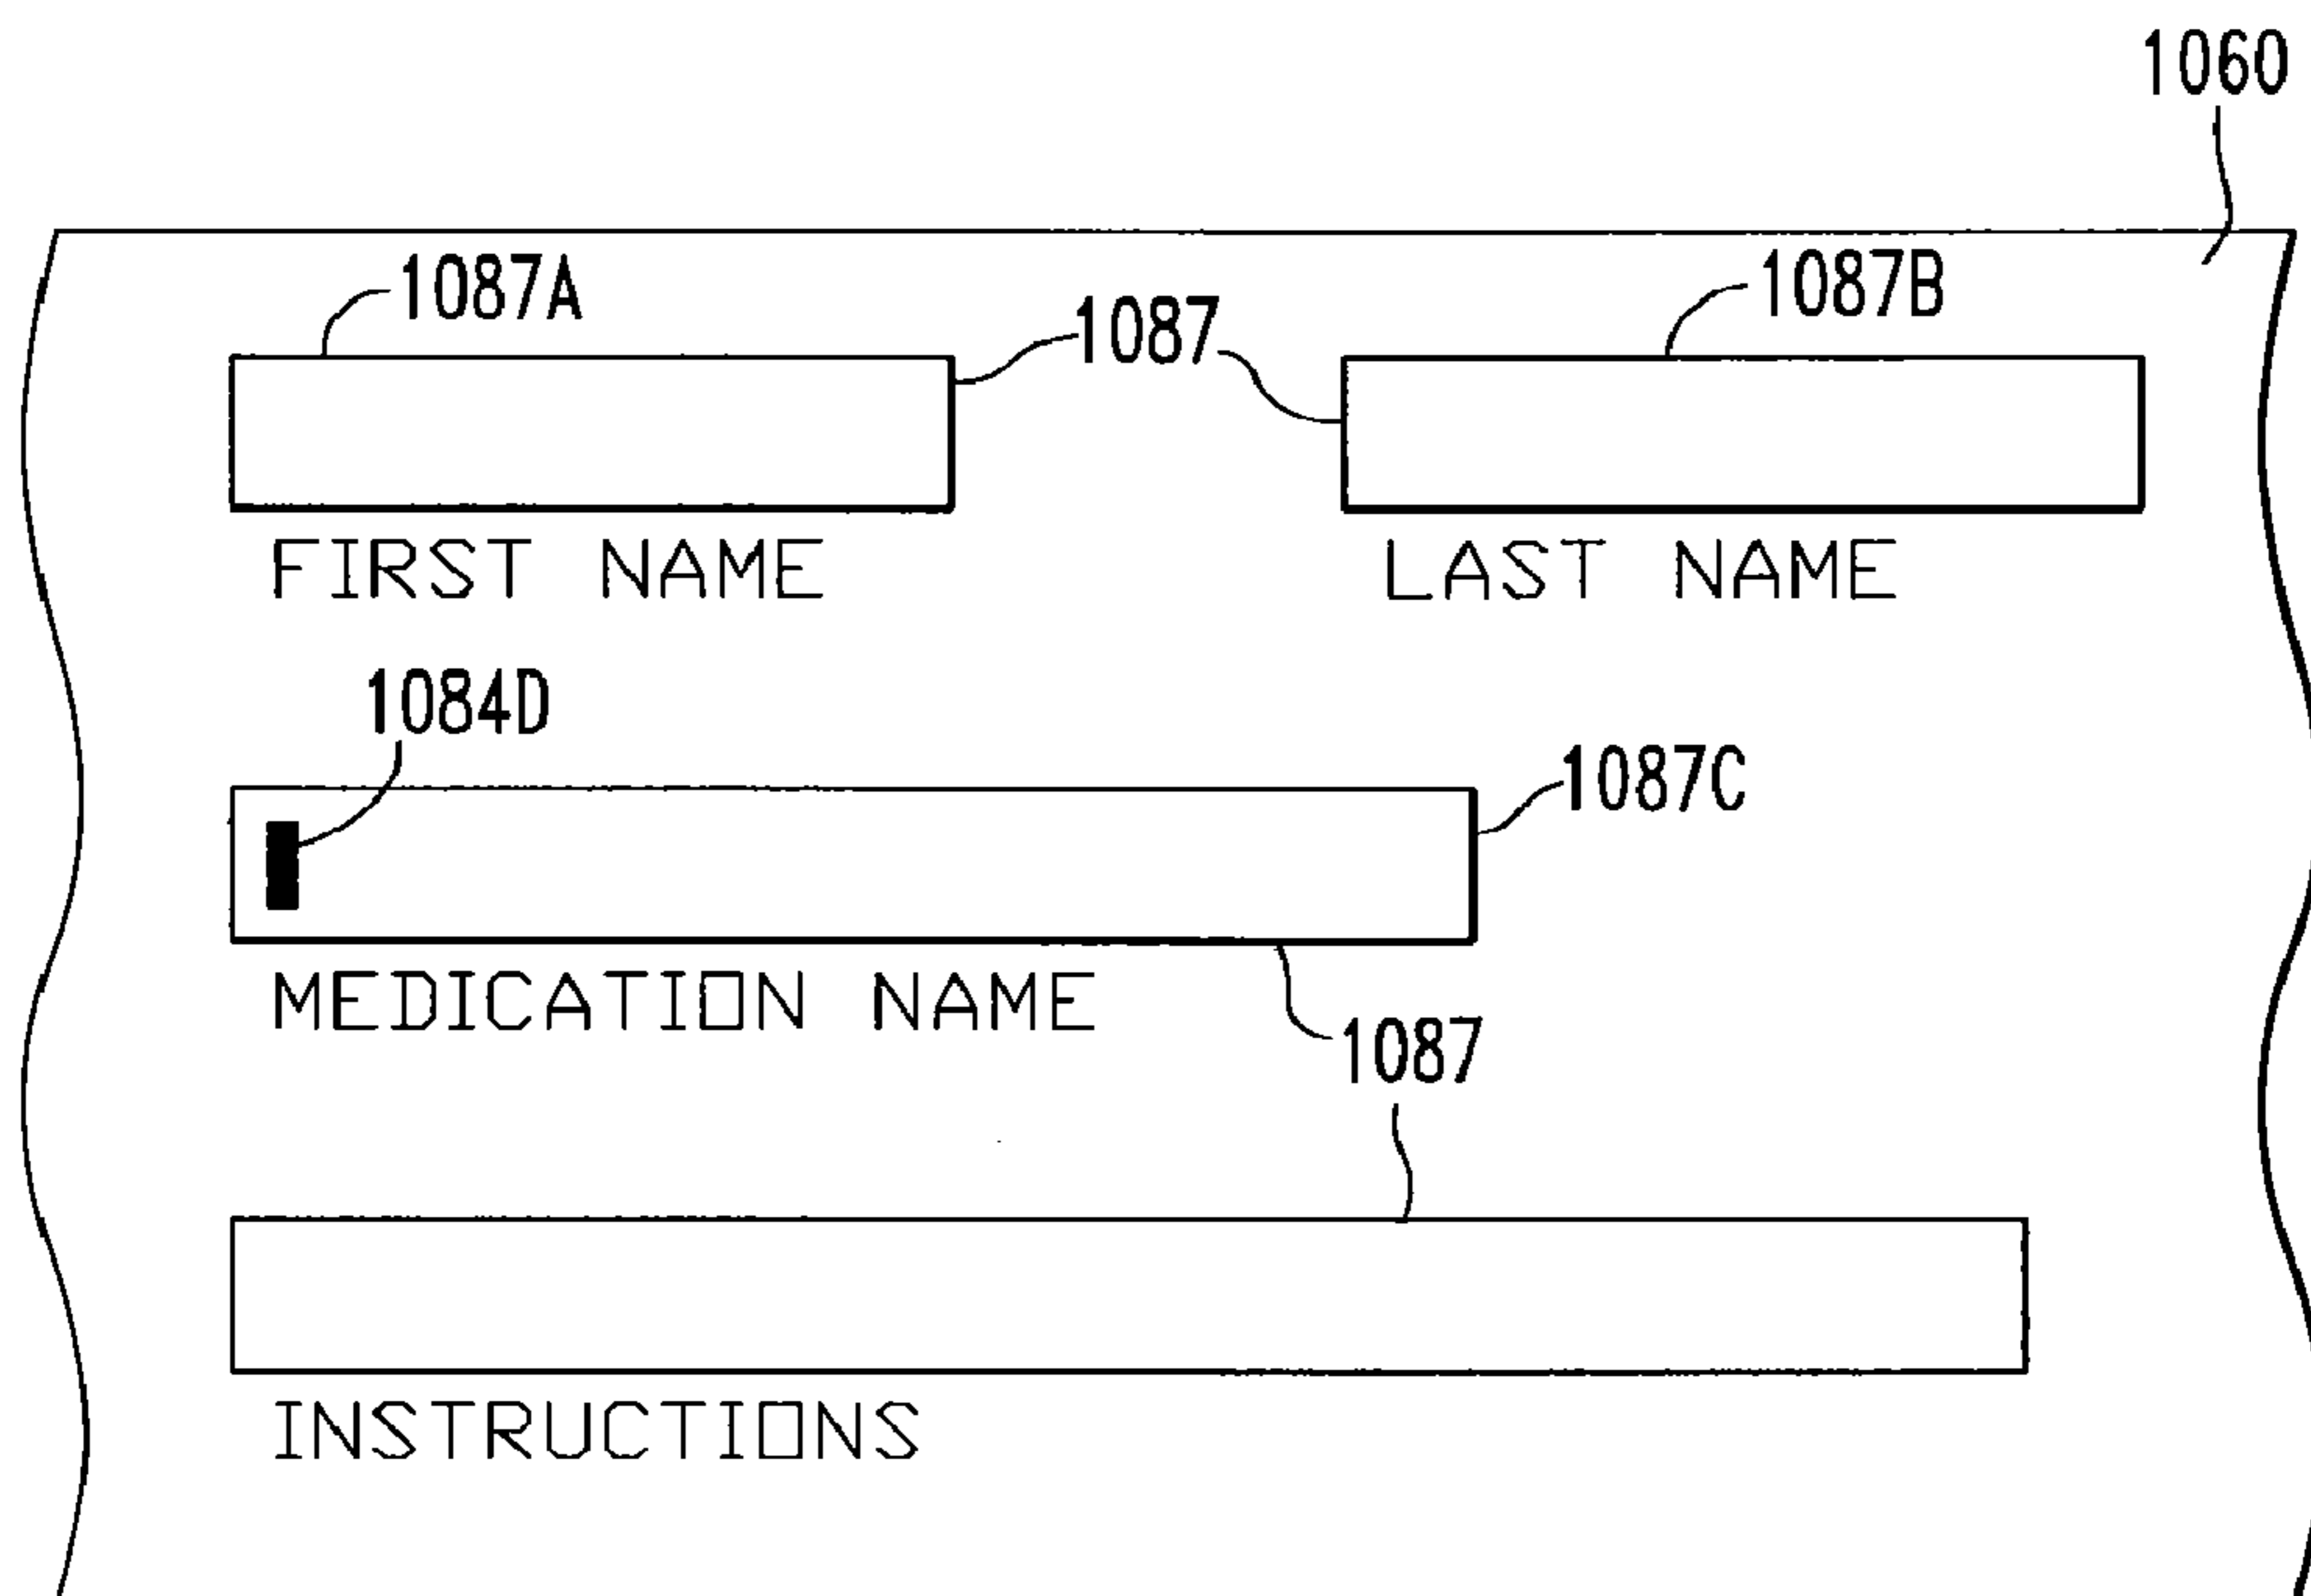 1060
1087A
1087
1087B
FIRST NAME
LAST NAME
1084D
1087C
MEDICATION NAME
1087
INSTRUCTIONS